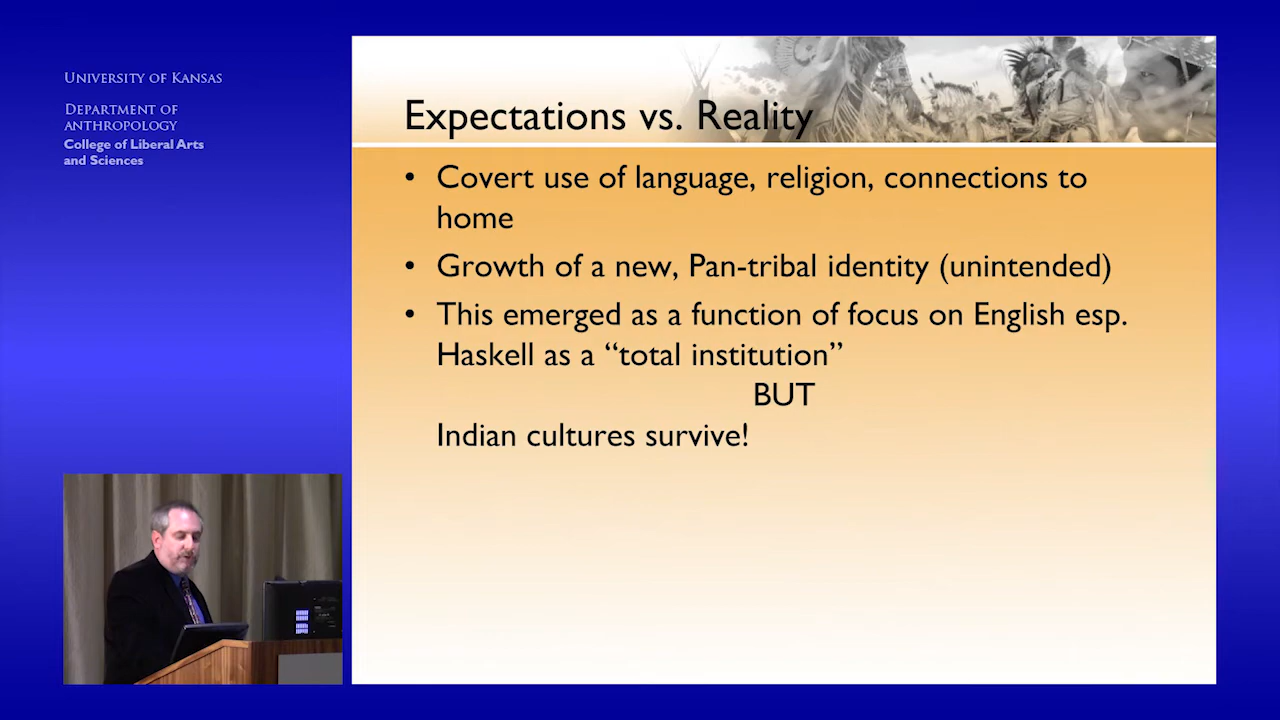 UNIVERSITY OF KANSAS
DEPARTMENT OF
ANTHROPOLOGY
College of Liberal Arts
and Sciences
Expectations vs. Reality
• Covert use of language, religion, connections to
home
• Growth of a new, Pan-tribal identity (unintended)
• This emerged as a function of focus on English esp.
Haskell as a “total institution”
BUT
Indian cultures survive!